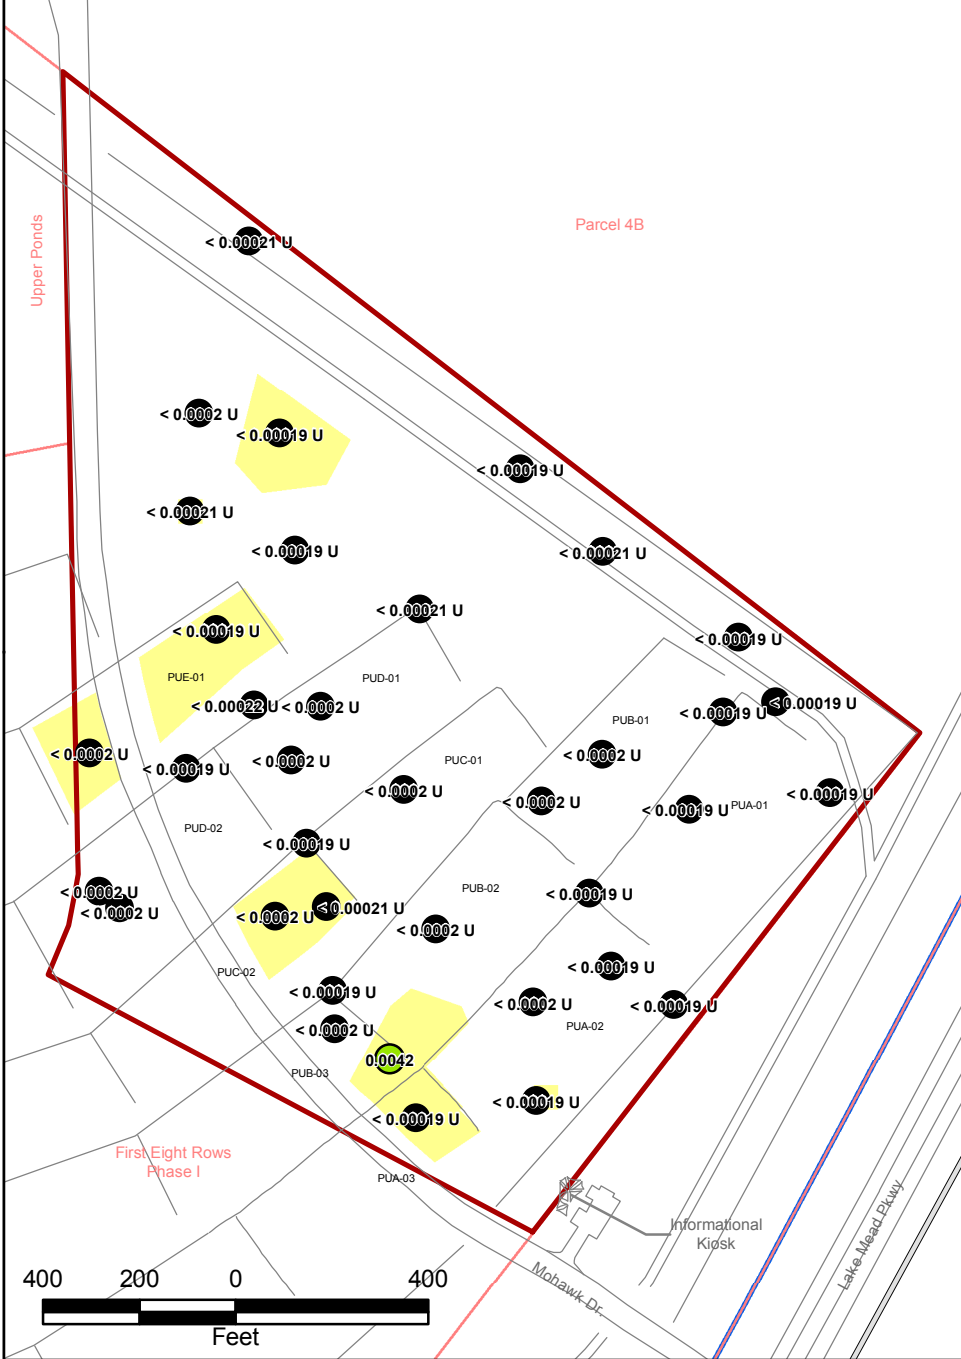 Parcel 4B
Upper Ponds
< 0.00021 U
< 0.0002 U
< 0.00019 U
< 0.00019 U
< 0.00021 U
< 0.00019 U
< 0.00021 U
< 0.00021 U
< 0.00019 U
< 0.00019 U
PUE-01
PUD-01
< 0.00022 U
< 0.0002 U
< 0.00019 U
< 0.00019 U
PUB-01
< 0.0002 U
< 0.00019 U
< 0.0002 U
PUC-01
< 0.0002 U
< 0.0002 U
< 0.0002 U
< 0.00019 U
PUA-01
< 0.00019 U
PUD-02
< 0.00019 U
PUB-02
< 0.0002 U
< 0.0002 U
< 0.00019 U
< 0.0002 U
< 0.00021 U
< 0.0002 U
PUC-02
< 0.00019 U
< 0.00019 U
< 0.0002 U
< 0.00019 U
PUA-02
< 0.0002 U
0.0042
PUB-03
< 0.00019 U
< 0.00019 U
First Eight Rows
Phase I
PUA-03
Informational
Kiosk
Lake Mead Pkwy
Mohawk Dr.
400 200 0 400
Feet